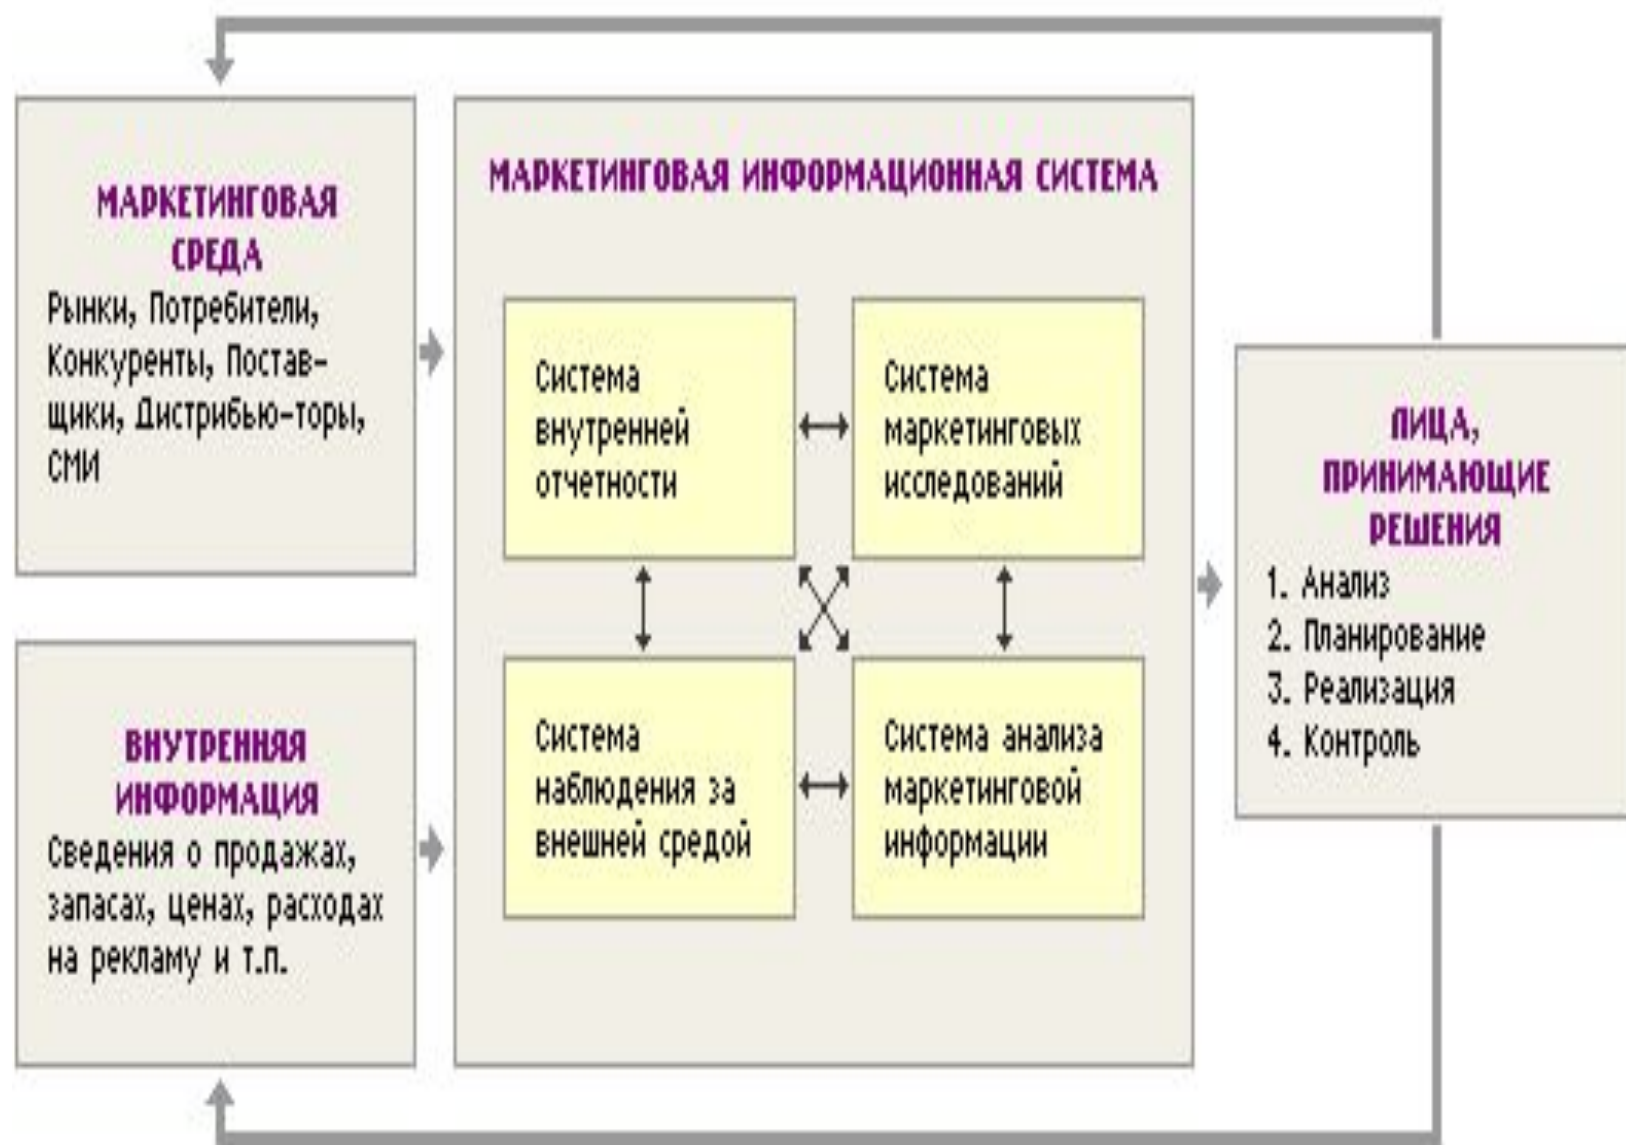 МАРКЕТИНГОВАЯ
СРЕДА
Рынки, Потребители,
Конкуренты, Постав-
щики, Дистрибью-торы,
СМИ
ВНУТРЕННЯЯ
ИНФОРМАЦИЯ
Сведения о продажах,
запасах, ценах, расходах
на рекламу и т.п.
МАРКЕТИНГОВАЯ ИНФОРМАЦИОННАЯ СИСТЕМА
Система
внутренней
отчетности
Система
маркетинговых
исследований
Система
наблюдения за
внешней средой
Система анализа
маркетинговой
информации
ЛИЦА,
ПРИНИМАЮЩИЕ
РЕШЕНИЯ
1. Анализ
2. Планирование
3. Реализация
4. Контроль